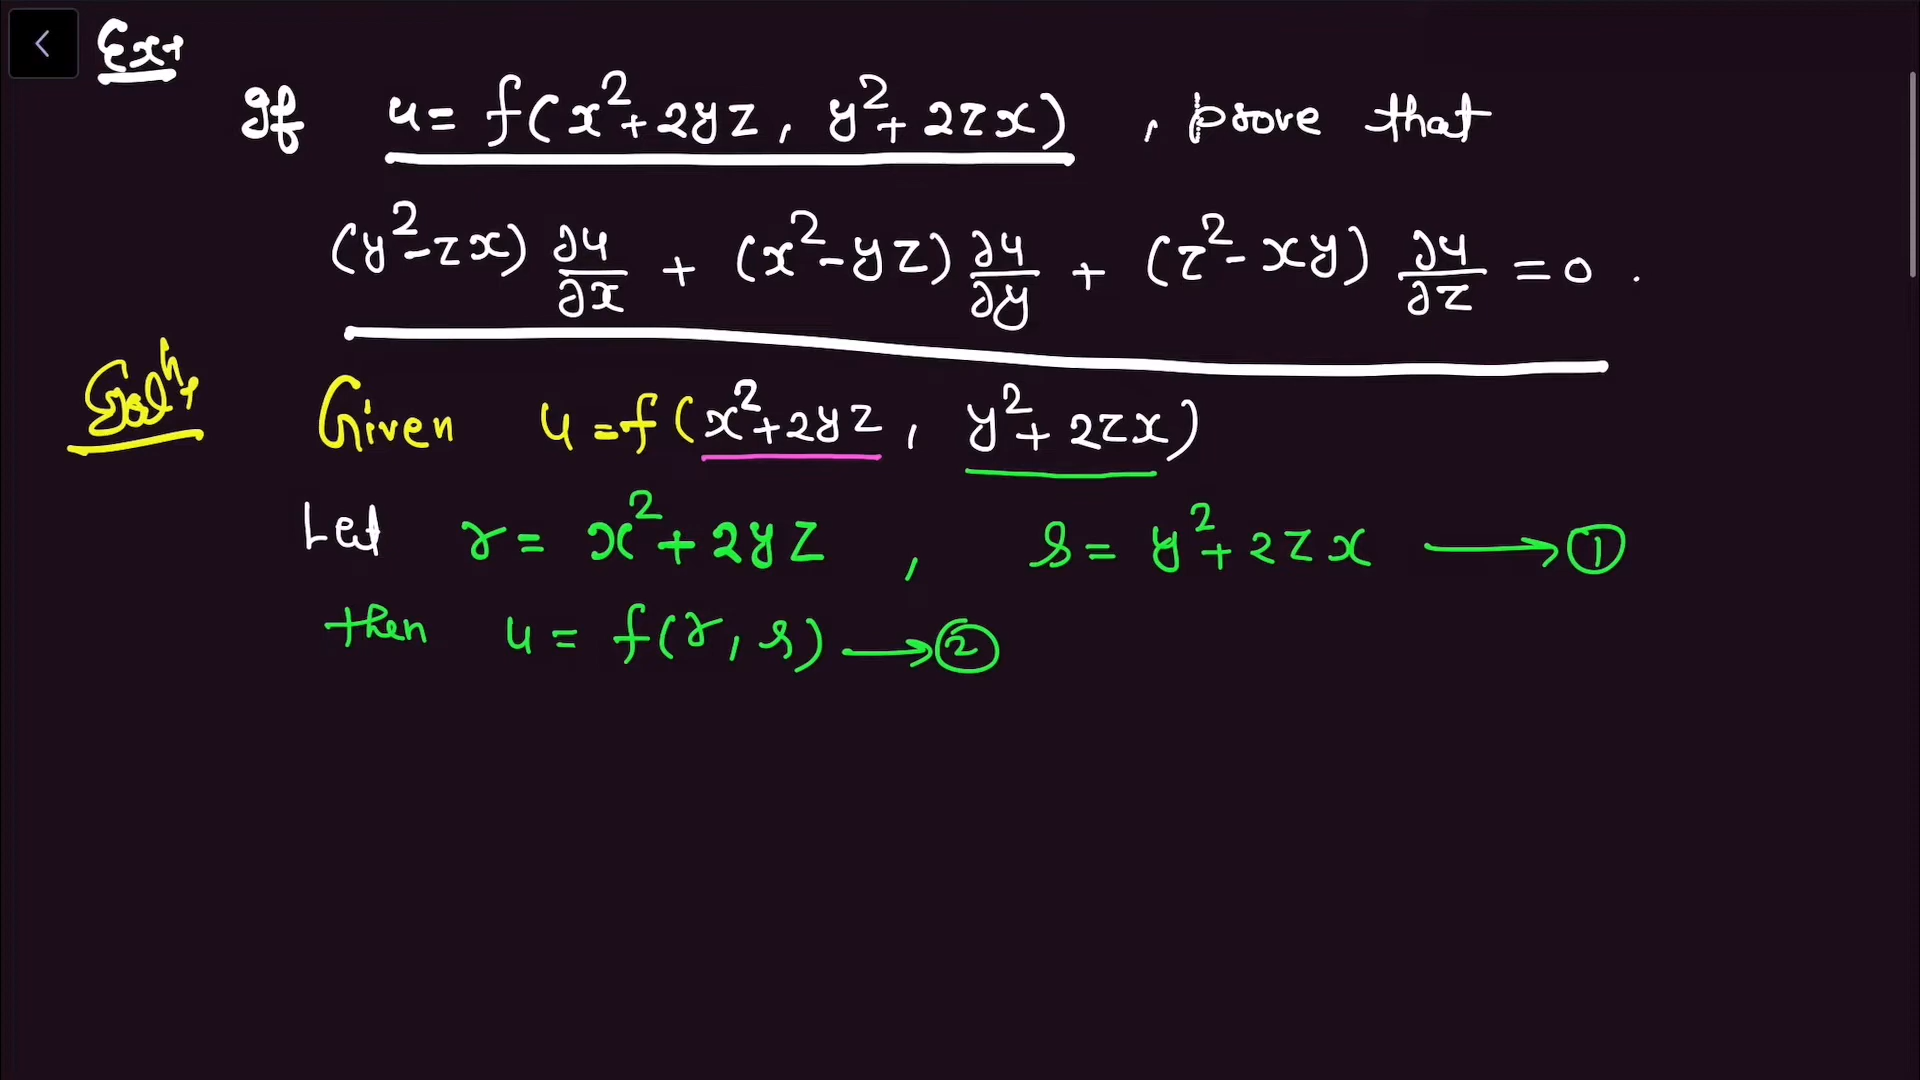 Ex→
If u = f(x²+2yz, y²+2zx), prove that
(y²-zx) ∂u/∂x + (x²-yz) ∂u/∂y + (z²-xy) ∂u/∂z = 0.
Solⁿ→ Given u = f(x²+2yz, y²+2zx)
Let r = x²+2yz, s = y²+2zx ⟶ ①
then u = f(r, s) ⟶ ②